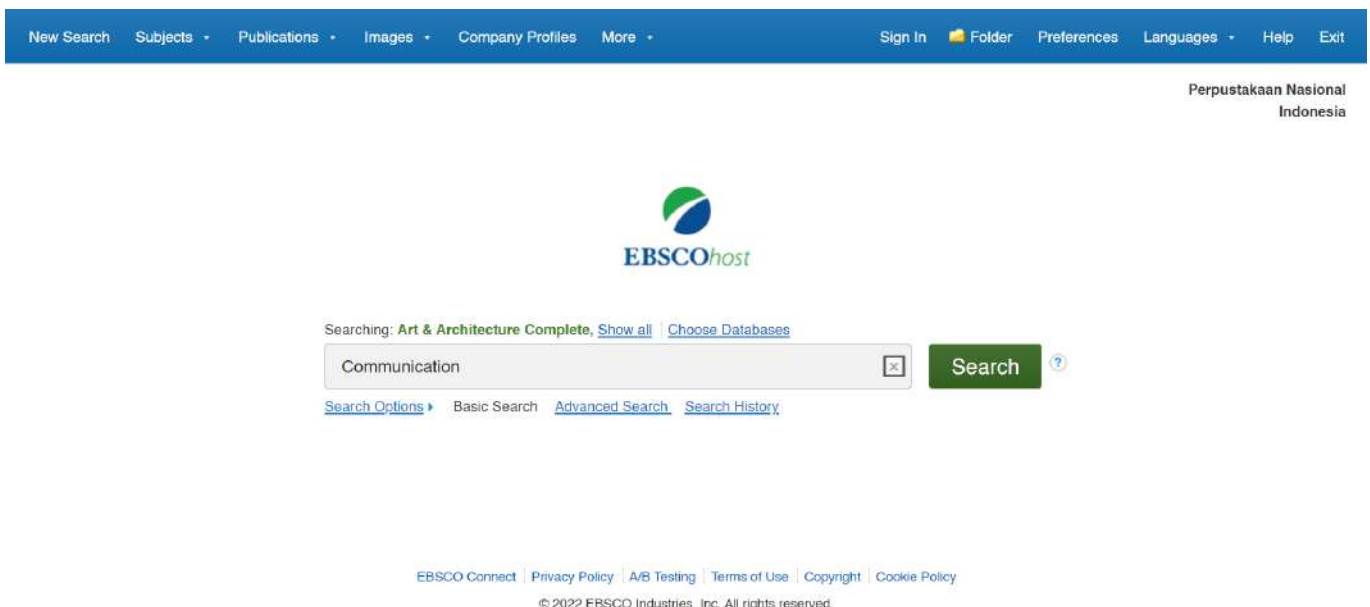 New Search Subjects Publications Images Company Profiles More Sign In Folder Preferences Languages Help Exit
Perpustakaan Nasional
Indonesia
EBSCOhost
Searching: Art & Architecture Complete, Show all Choose Databases
Communication Search ?
Search Options Basic Search Advanced Search Search History
EBSCO Connect Privacy Policy A/B Testing Terms of Use Copyright Cookie Policy
© 2022 EBSCO Industries, Inc. All rights reserved.